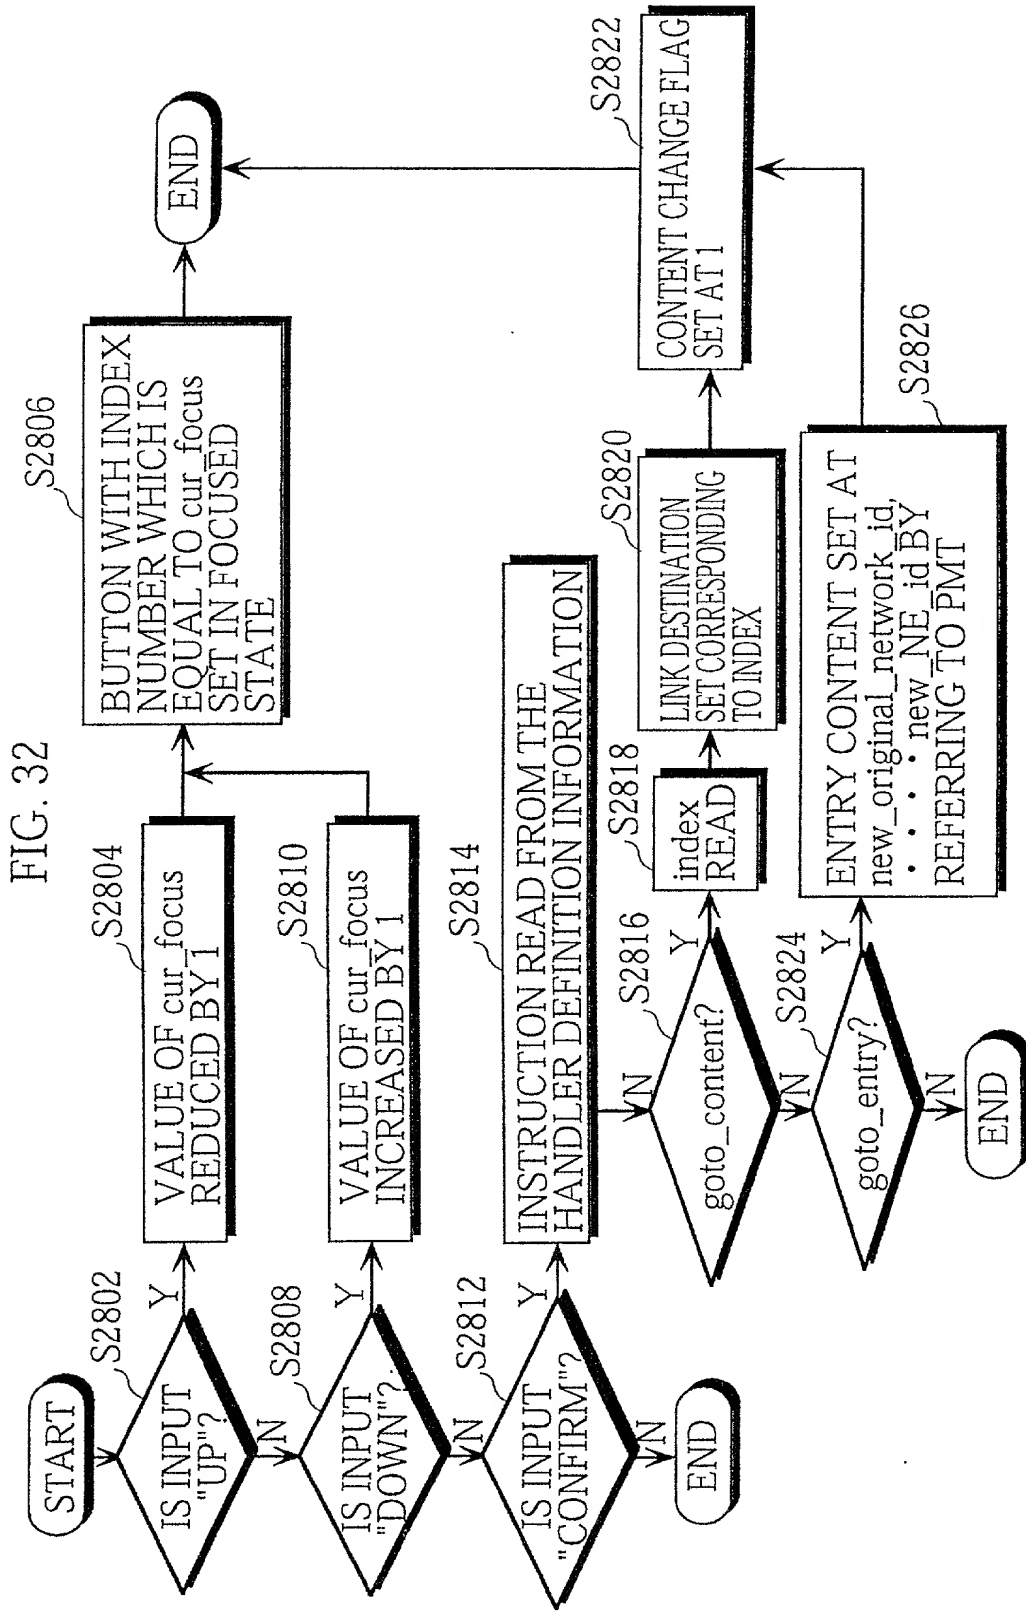 FIG. 32
START
S2802
IS INPUT
"UP"?
Y
N
S2804
VALUE OF cur_focus
REDUCED BY 1
S2806
BUTTON WITH INDEX
NUMBER WHICH IS
EQUAL TO cur_focus
SET IN FOCUSED
STATE
END
S2808
IS INPUT
"DOWN"?
Y
N
S2810
VALUE OF cur_focus
INCREASED BY 1
S2812
IS INPUT
"CONFIRM"?
Y
N
END
S2814
INSTRUCTION READ FROM THE
HANDLER DEFINITION INFORMATION
N
S2816
goto_content?
Y
N
S2818
index
READ
S2820
LINK DESTINATION
SET CORRESPONDING
TO INDEX
S2822
CONTENT CHANGE FLAG
SET AT 1
S2824
goto_entry?
Y
N
END
S2826
ENTRY CONTENT SET AT
new_original_network_id,
・・・・ new_NE_id BY
REFERRING TO PMT